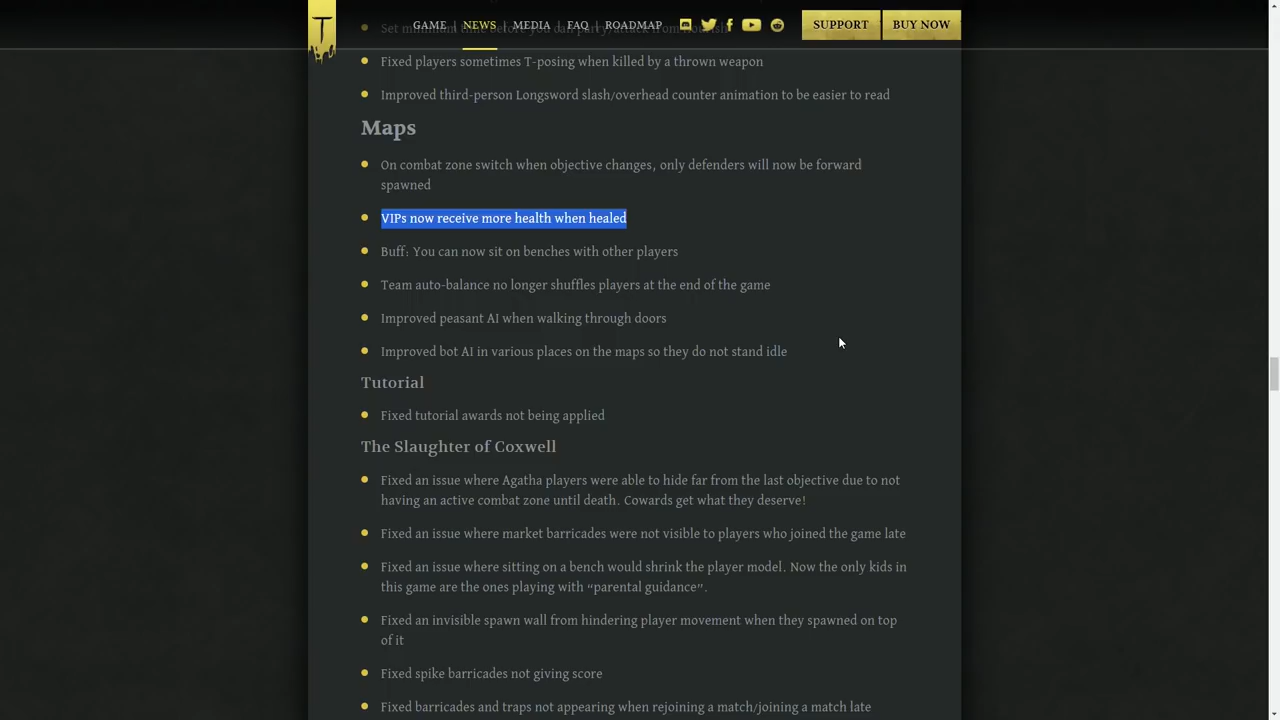 T
GAME
NEWS
MEDIA
FAQ
ROADMAP
SUPPORT
BUY NOW
Set minimum time before you can parry/attack from flourish
Fixed players sometimes T-posing when killed by a thrown weapon
Improved third-person Longsword slash/overhead counter animation to be easier to read
Maps
On combat zone switch when objective changes, only defenders will now be forward
spawned
VIPs now receive more health when healed
Buff: You can now sit on benches with other players
Team auto-balance no longer shuffles players at the end of the game
Improved peasant AI when walking through doors
Improved bot AI in various places on the maps so they do not stand idle
Tutorial
Fixed tutorial awards not being applied
The Slaughter of Coxwell
Fixed an issue where Agatha players were able to hide far from the last objective due to not
having an active combat zone until death. Cowards get what they deserve!
Fixed an issue where market barricades were not visible to players who joined the game late
Fixed an issue where sitting on a bench would shrink the player model. Now the only kids in
this game are the ones playing with “parental guidance”.
Fixed an invisible spawn wall from hindering player movement when they spawned on top
of it
Fixed spike barricades not giving score
Fixed barricades and traps not appearing when rejoining a match/joining a match late